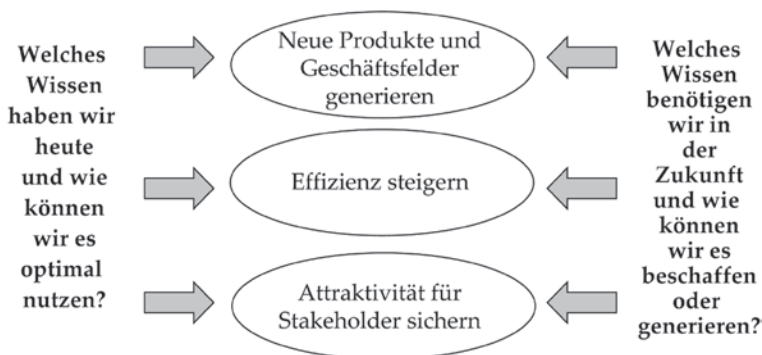 Welches
Wissen
haben wir
heute
und wie
können
wir es
optimal
nutzen?
Neue Produkte und
Geschäftsfelder
generieren
Effizienz steigern
Attraktivität für
Stakeholder sichern
Welches
Wissen
benötigen
wir in
der
Zukunft
und wie
können
wir es
beschaffen
oder
generieren?